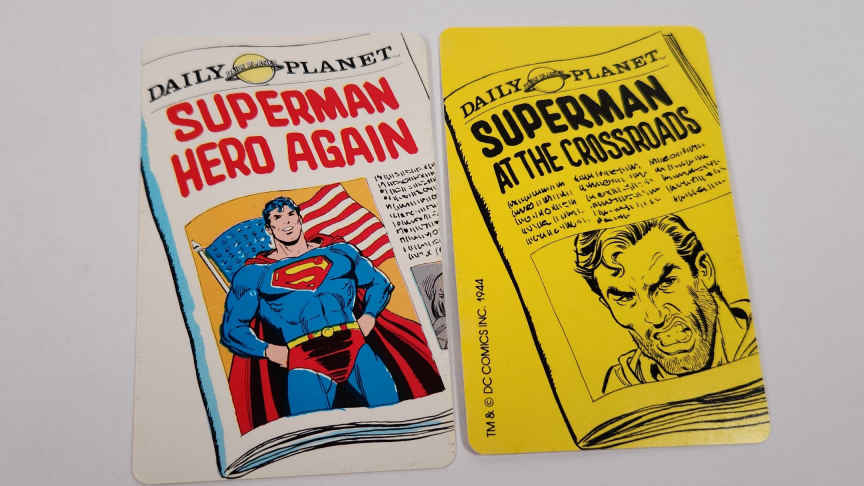 DAILY PLANET
SUPERMAN
HERO AGAIN
DAILY PLANET
SUPERMAN
AT THE CROSSROADS
TM & © DC COMICS INC. 1944